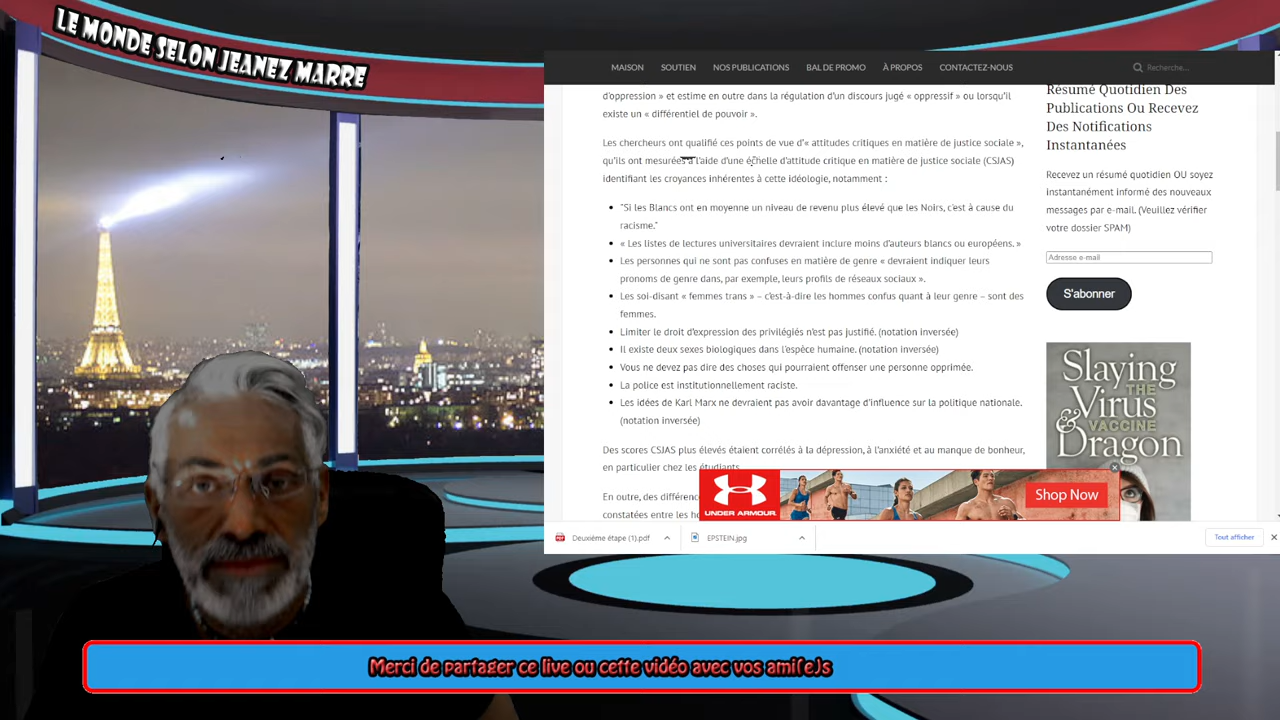 LE MONDE SELON JEANEZ MARRE
MAISON SOUTIEN NOS PUBLICATIONS BAL DE PROMO À PROPOS CONTACTEZ-NOUS Recherche...
d'oppression » et estime en outre dans la régulation d'un discours jugé « oppressif » ou lorsqu'il
existe un « différentiel de pouvoir ».
Les chercheurs ont qualifié ces points de vue d'« attitudes critiques en matière de justice sociale »,
qu'ils ont mesurées à l'aide d'une échelle d'attitude critique en matière de justice sociale (CSJAS)
identifiant les croyances inhérentes à cette idéologie, notamment :
"Si les Blancs ont en moyenne un niveau de revenu plus élevé que les Noirs, c'est à cause du
racisme."
« Les listes de lectures universitaires devraient inclure moins d'auteurs blancs ou européens. »
Les personnes qui ne sont pas confuses en matière de genre « devraient indiquer leurs
pronoms de genre dans, par exemple, leurs profils de réseaux sociaux ».
Les soi-disant « femmes trans » – c'est-à-dire les hommes confus quant à leur genre – sont des
femmes.
Limiter le droit d'expression des privilégiés n'est pas justifié. (notation inversée)
Il existe deux sexes biologiques dans l'espèce humaine. (notation inversée)
Vous ne devez pas dire des choses qui pourraient offenser une personne opprimée.
La police est institutionnellement raciste.
Les idées de Karl Marx ne devraient pas avoir davantage d'influence sur la politique nationale.
(notation inversée)
Des scores CSJAS plus élevés étaient corrélés à la dépression, à l'anxiété et au manque de bonheur,
en particulier chez les étudiants.
En outre, des différenc
constatées entre les ho
Résumé Quotidien Des
Publications Ou Recevez
Des Notifications
Instantanées
Recevez un résumé quotidien OU soyez
instantanément informé des nouveaux
messages par e-mail. (Veuillez vérifier
votre dossier SPAM)
Adresse e-mail
S'abonner
Slaying
THE
Virus
& VACCINE
Dragon
UNDER ARMOUR.
Shop Now
Deuxième étape (1).pdf
EPSTEIN.jpg
Tout afficher
Merci de partager ce live ou cette vidéo avec vos ami(e)s